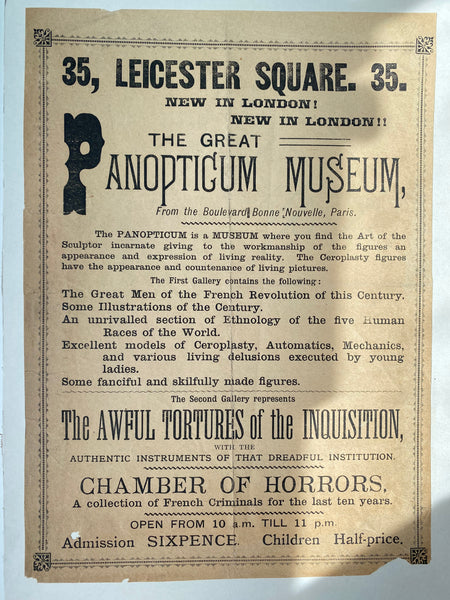 35, LEICESTER SQUARE. 35.
NEW IN LONDON!
NEW IN LONDON!!
THE GREAT
PANOPTICUM MUSEUM,
From the Boulevard Bonne Nouvelle, Paris.
The PANOPTICUM is a MUSEUM where you find the Art of the
Sculptor incarnate giving to the workmanship of the figures an
appearance and expression of living reality. The Ceroplasty figures
have the appearance and countenance of living pictures.
The First Gallery contains the following:
The Great Men of the French Revolution of this Century.
Some Illustrations of the Century.
An unrivalled section of Ethnology of the five Human
Races of the World.
Excellent models of Ceroplasty, Automatics, Mechanics,
and various living delusions executed by young
ladies.
Some fanciful and skilfully made figures.
The Second Gallery represents
The AWFUL TORTURES of the INQUISITION,
WITH THE
AUTHENTIC INSTRUMENTS OF THAT DREADFUL INSTITUTION.
CHAMBER OF HORRORS,
A collection of French Criminals for the last ten years.
OPEN FROM 10 a.m. TILL 11 p.m.
Admission SIXPENCE. Children Half-price.